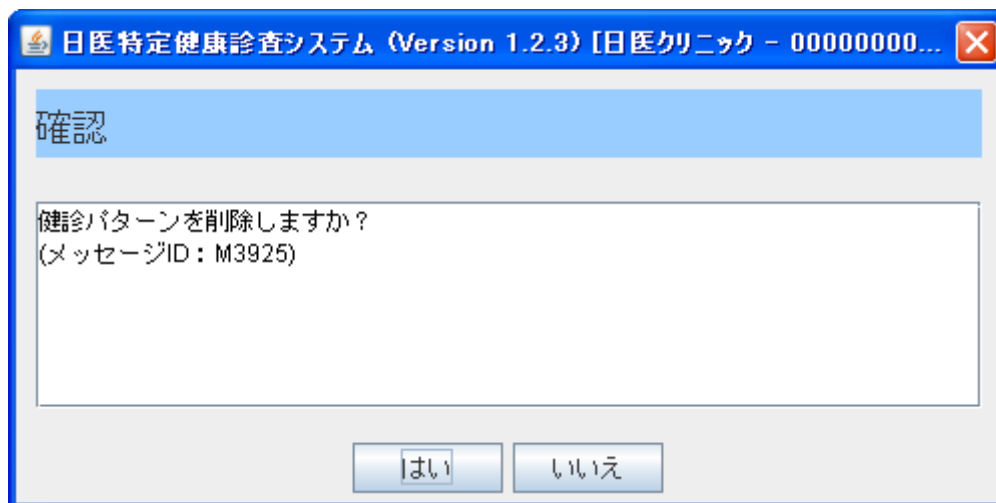 日医特定健康診査システム (Version 1.2.3) [日医クリニック - 00000000...
確認
健診パターンを削除しますか？
(メッセージID：M3925)
はい
いいえ